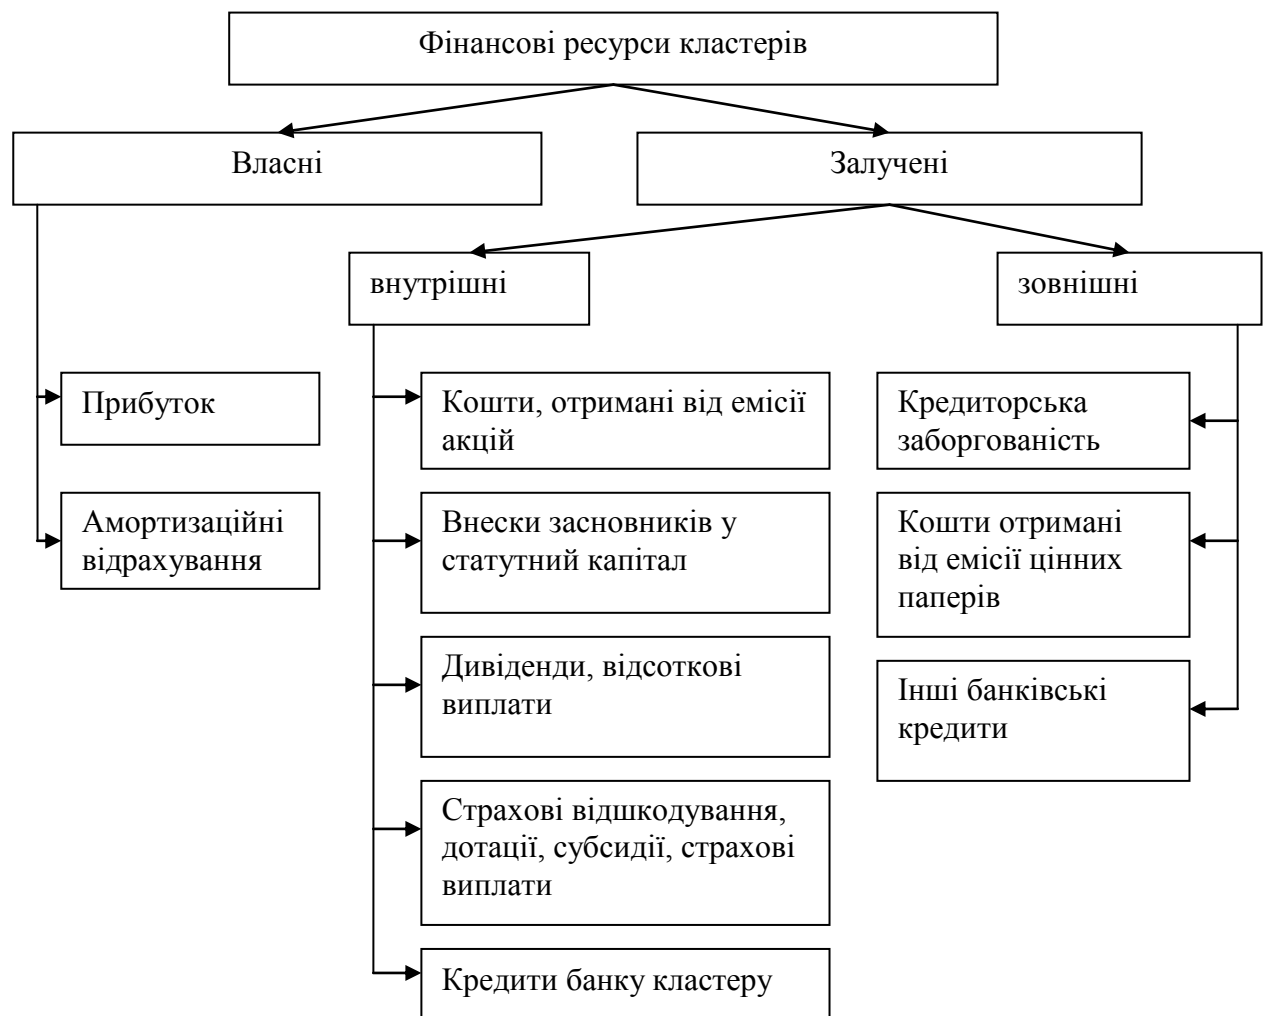 Фінансові ресурси кластерів
Власні
Залучені
внутрішні
зовнішні
Прибуток
Амортизаційні
відрахування
Кошти, отримані від емісії
акцій
Внески засновників у
статутний капітал
Дивіденди, відсоткові
виплати
Страхові відшкодування,
дотації, субсидії, страхові
виплати
Кредити банку кластеру
Кредиторська
заборгованість
Кошти отримані
від емісії цінних
паперів
Інші банківські
кредити